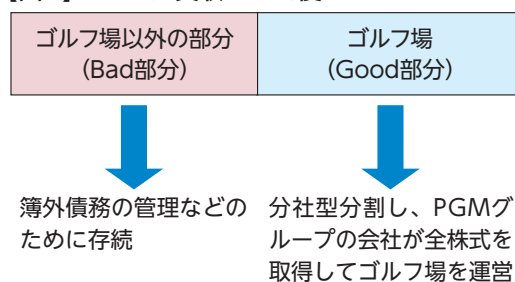 ゴルフ場以外の部分
(Bad部分)
ゴルフ場
(Good部分)
簿外債務の管理などの
ために存続
分社型分割し、PGMグ
ループの会社が全株式を
取得してゴルフ場を運営